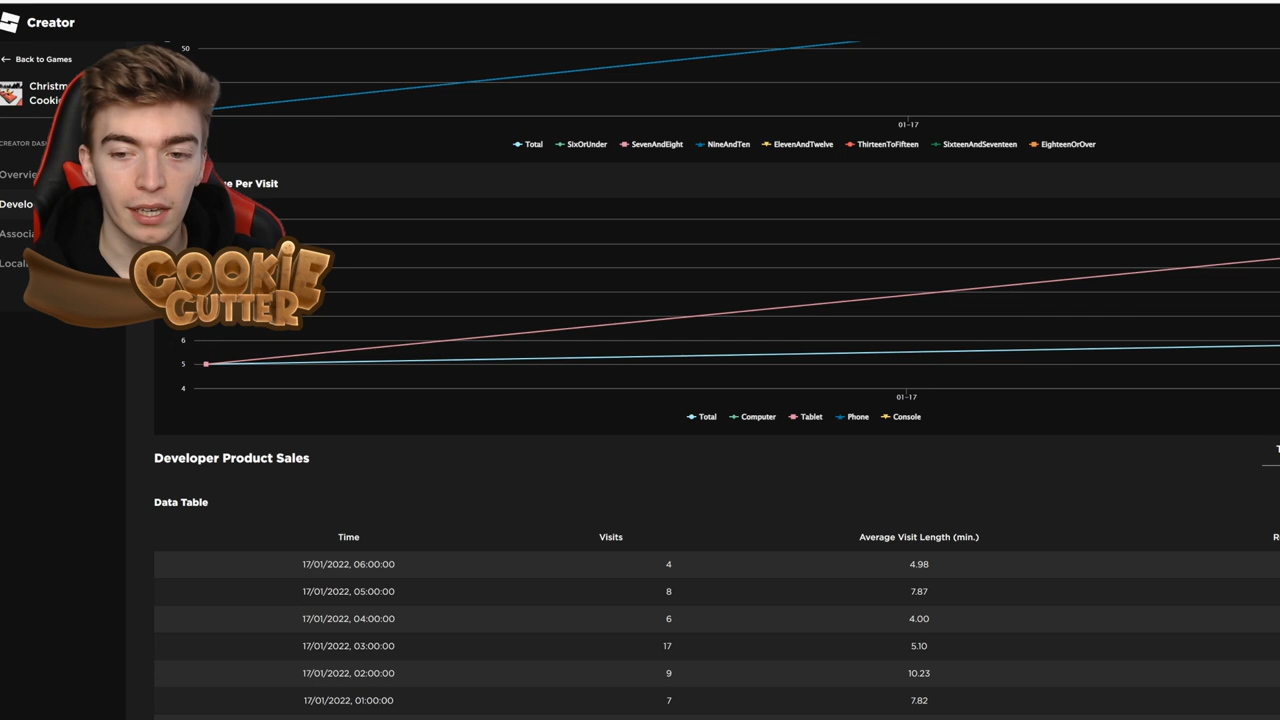 Creator
Back to Games
50
Christm
Cooki
01-17
CREATOR DAS
Total SixOrUnder SevenAndEight NineAndTen ElevenAndTwelve ThirteenToFifteen SixteenAndSeventeen EighteenOrOver
Overvie
e Per Visit
Develo
Associa
Local
COOKIE
CUTTER
6
5
4
01-17
Total Computer Tablet Phone Console
Developer Product Sales
T
Data Table
Time Visits Average Visit Length (min.) R
17/01/2022, 06:00:00 4 4.98
17/01/2022, 05:00:00 8 7.87
17/01/2022, 04:00:00 6 4.00
17/01/2022, 03:00:00 17 5.10
17/01/2022, 02:00:00 9 10.23
17/01/2022, 01:00:00 7 7.82